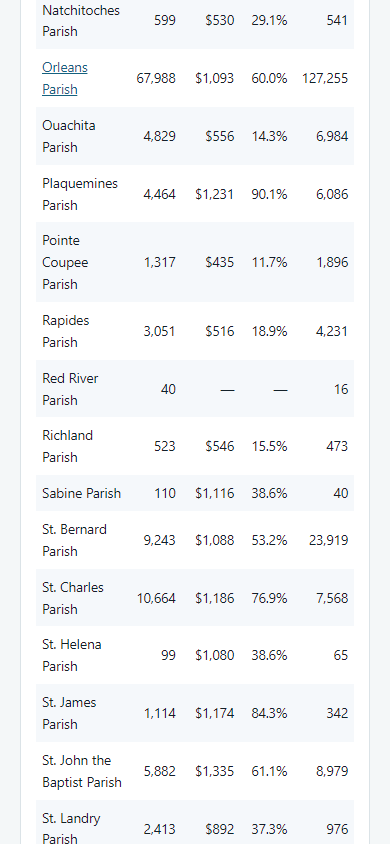 Natchitoches
Parish 599 $530 29.1% 541
Orleans
Parish 67,988 $1,093 60.0% 127,255
Ouachita
Parish 4,829 $556 14.3% 6,984
Plaquemines
Parish 4,464 $1,231 90.1% 6,086
Pointe
Coupee 1,317 $435 11.7% 1,896
Parish
Rapides
Parish 3,051 $516 18.9% 4,231
Red River
Parish 40 — — 16
Richland
Parish 523 $546 15.5% 473
Sabine Parish 110 $1,116 38.6% 40
St. Bernard
Parish 9,243 $1,088 53.2% 23,919
St. Charles
Parish 10,664 $1,186 76.9% 7,568
St. Helena
Parish 99 $1,080 38.6% 65
St. James
Parish 1,114 $1,174 84.3% 342
St. John the
Baptist Parish 5,882 $1,335 61.1% 8,979
St. Landry
Parish 2,413 $892 37.3% 976